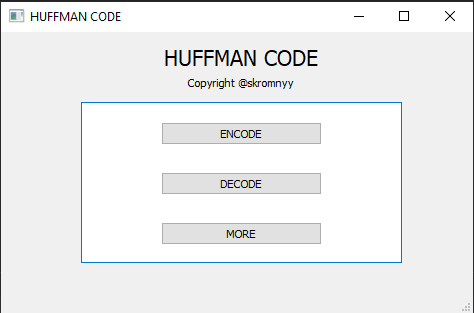 HUFFMAN CODE
HUFFMAN CODE
Copyright @skromnyy
ENCODE
DECODE
MORE